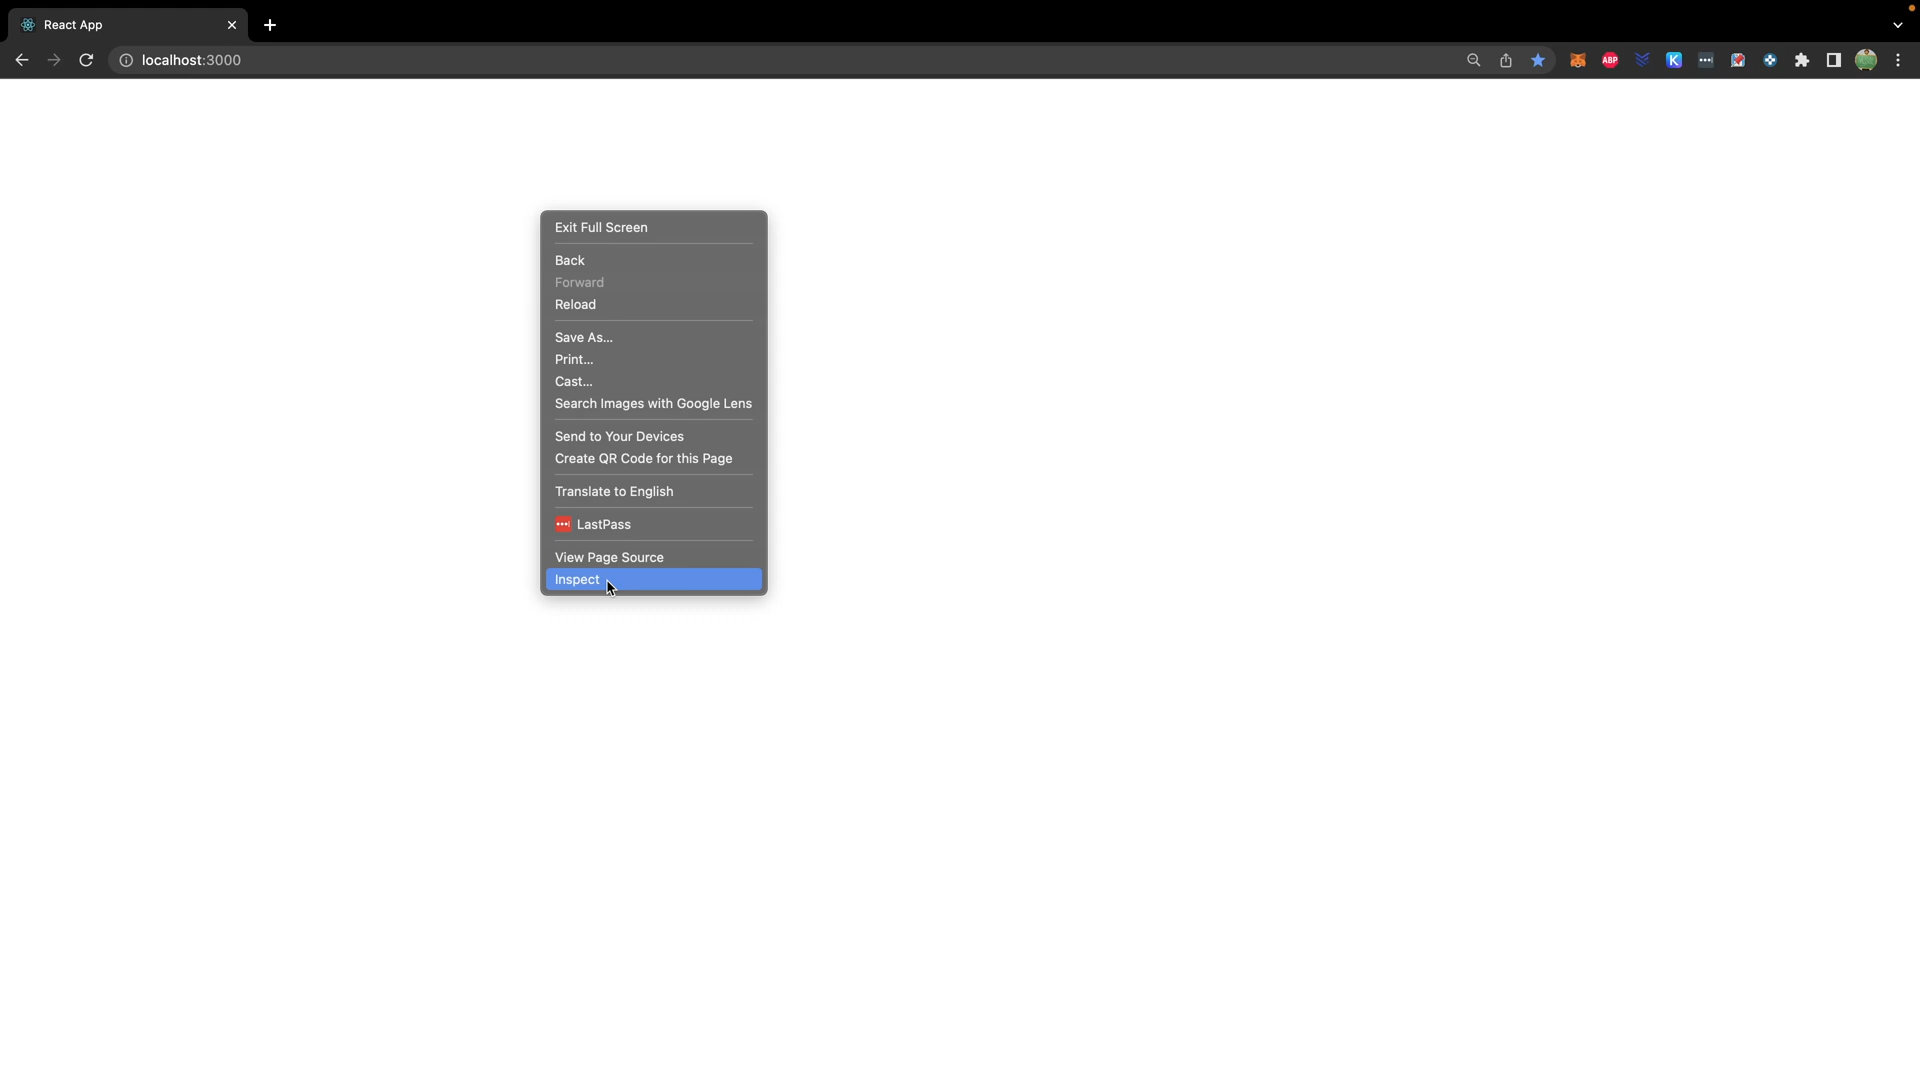 React App
localhost:3000
ABP
K
Exit Full Screen
Back
Forward
Reload
Save As...
Print...
Cast...
Search Images with Google Lens
Send to Your Devices
Create QR Code for this Page
Translate to English
LastPass
View Page Source
Inspect